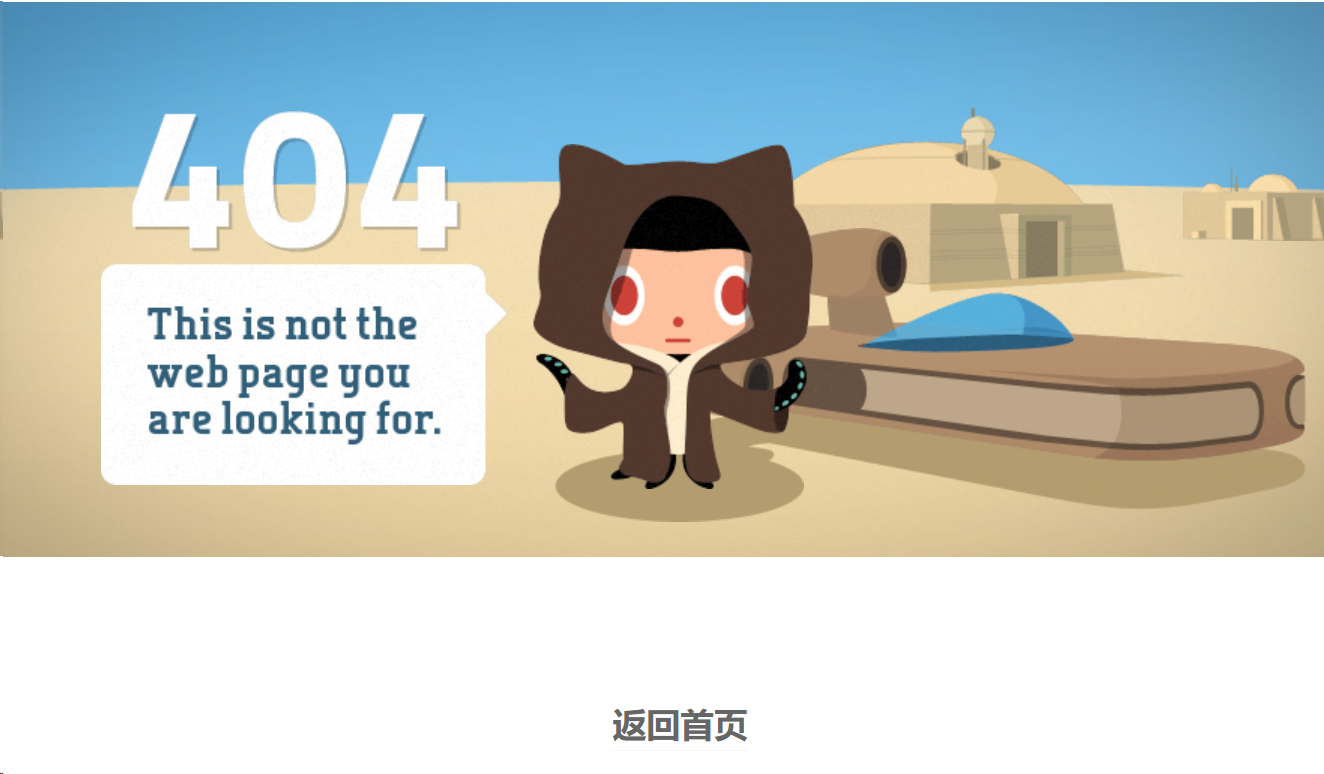 404
This is not the
web page you
are looking for.
返回首页